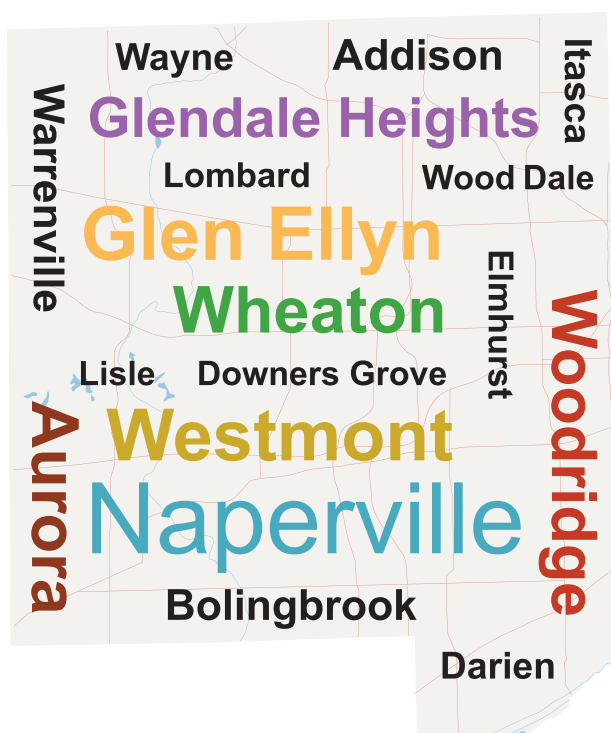 Wayne
Addison
Itasca
Warrenville
Glendale Heights
Lombard
Wood Dale
Glen Ellyn
Elmhurst
Wheaton
Woodridge
Lisle
Downers Grove
Aurora
Westmont
Naperville
Bolingbrook
Darien